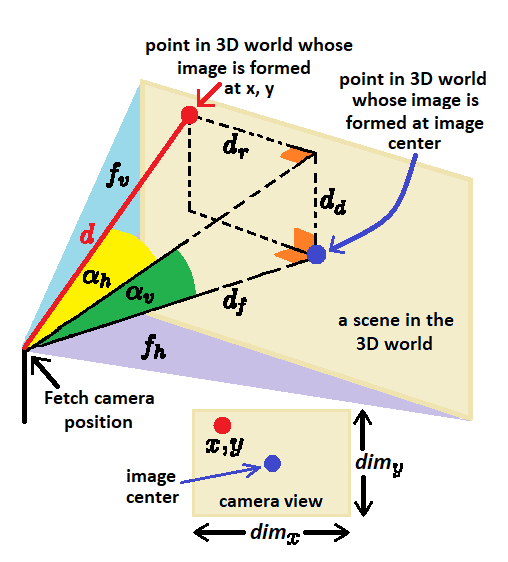 point in 3D world whose
image is formed
at x, y
point in 3D world
whose image is
formed at image
center
d_r
f_v
d_d
d
α_h
α_v
d_f
a scene in the
3D world
f_h
Fetch camera
position
x,y
dim_y
image
center
camera view
dim_x